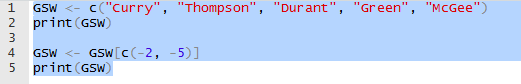 1 GSW <- c("Curry", "Thompson", "Durant", "Green", "McGee")
2 print(GSW)
3
4 GSW <- GSW[c(-2, -5)]
5 print(GSW)